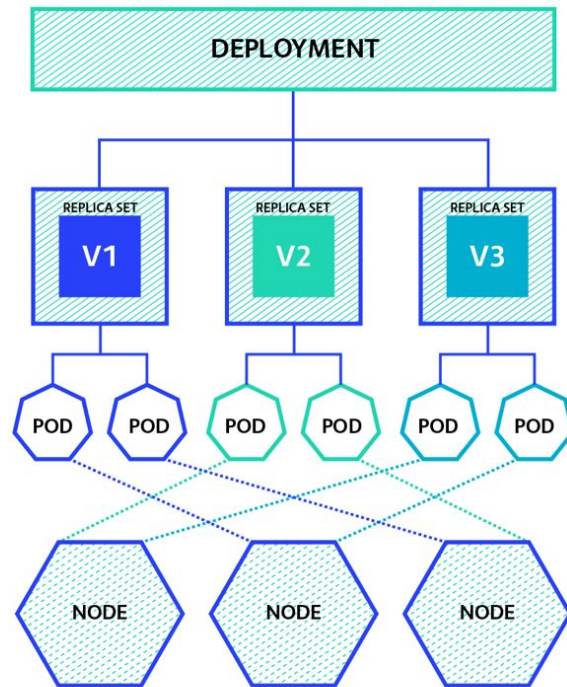 DEPLOYMENT
REPLICA SET
V1
REPLICA SET
V2
REPLICA SET
V3
POD
POD
POD
POD
POD
POD
NODE
NODE
NODE